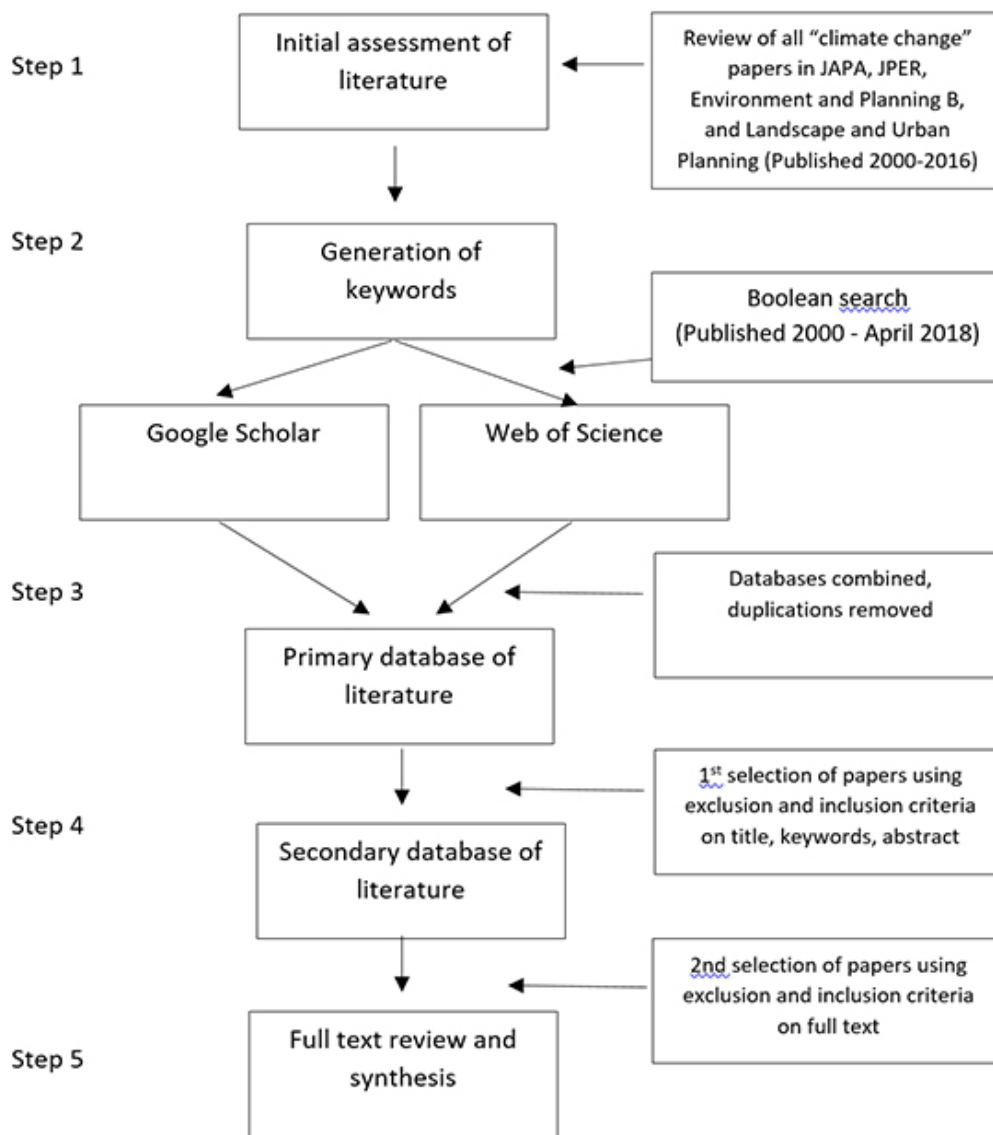 Step 1
Initial assessment of
literature
Review of all “climate change”
papers in JAPA, JPER,
Environment and Planning B,
and Landscape and Urban
Planning (Published 2000-2016)
Step 2
Generation of
keywords
Boolean search
(Published 2000 - April 2018)
Google Scholar
Web of Science
Step 3
Databases combined,
duplications removed
Primary database of
literature
1st selection of papers using
exclusion and inclusion criteria
on title, keywords, abstract
Step 4
Secondary database of
literature
2nd selection of papers using
exclusion and inclusion criteria
on full text
Step 5
Full text review and
synthesis